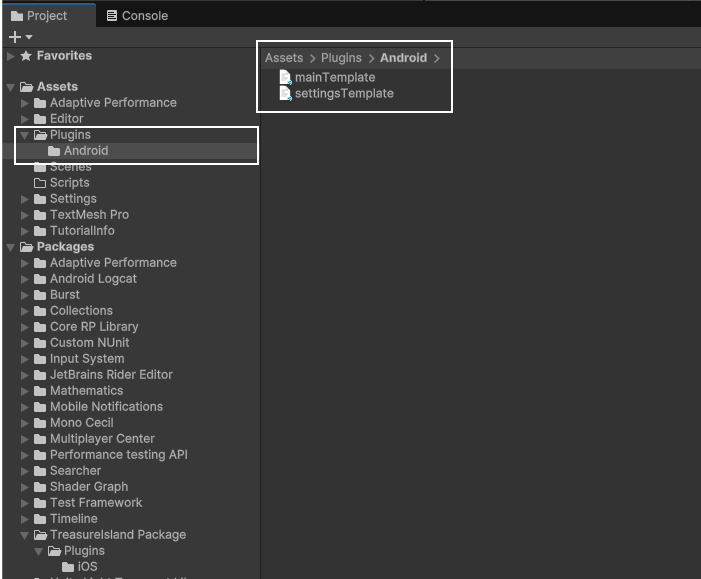 Project
Console
Favorites
Assets
Adaptive Performance
Editor
Plugins
Android
Scenes
Scripts
Settings
TextMesh Pro
TutorialInfo
Packages
Adaptive Performance
Android Logcat
Burst
Collections
Core RP Library
Custom NUnit
Input System
JetBrains Rider Editor
Mathematics
Mobile Notifications
Mono Cecil
Multiplayer Center
Performance testing API
Searcher
Shader Graph
Test Framework
Timeline
TreasureIsland Package
Plugins
iOS
Assets > Plugins > Android >
mainTemplate
settingsTemplate